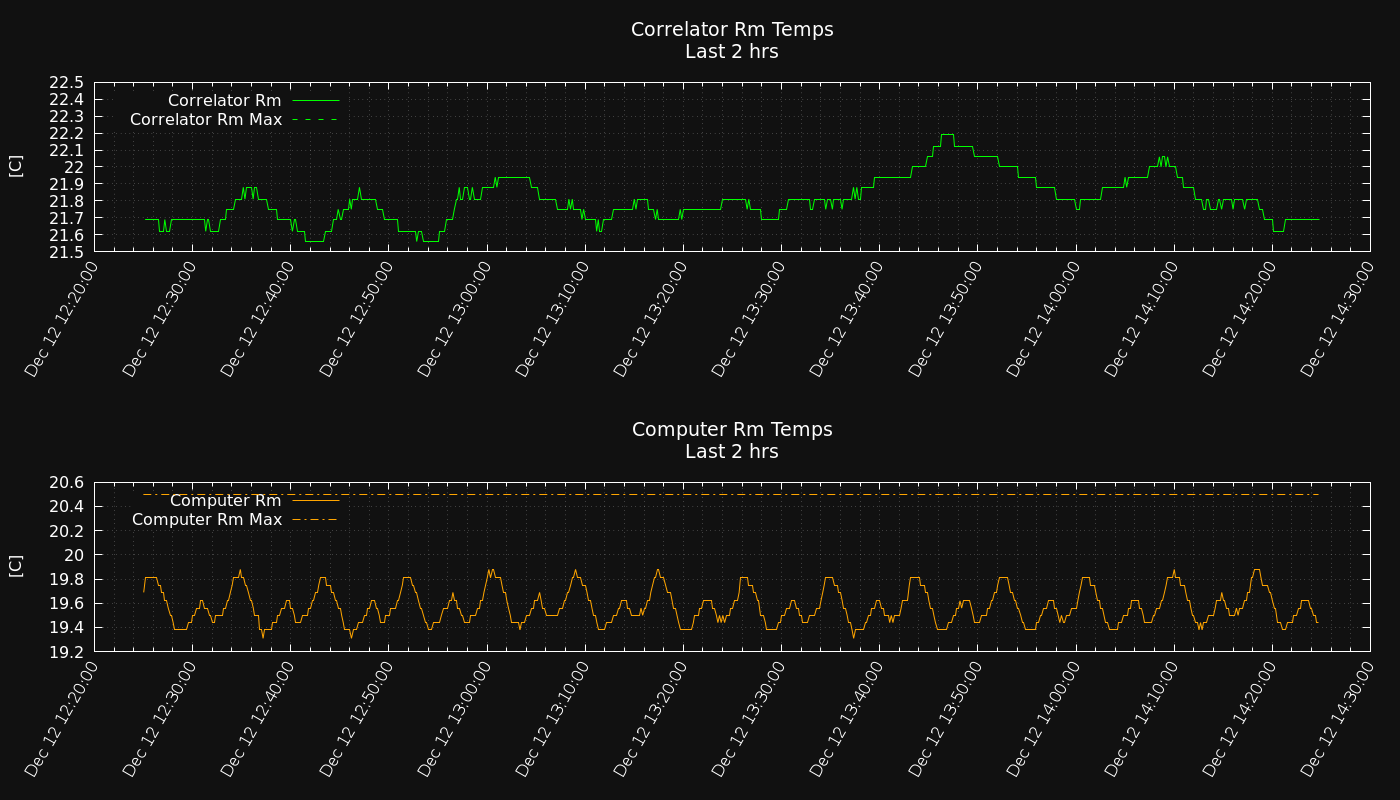 Correlator Rm Temps
Last 2 hrs
[C]
22.5
22.4
22.3
22.2
22.1
22
21.9
21.8
21.7
21.6
21.5
Correlator Rm
Correlator Rm Max
Dec 12 12:20:00
Dec 12 12:30:00
Dec 12 12:40:00
Dec 12 12:50:00
Dec 12 13:00:00
Dec 12 13:10:00
Dec 12 13:20:00
Dec 12 13:30:00
Dec 12 13:40:00
Dec 12 13:50:00
Dec 12 14:00:00
Dec 12 14:10:00
Dec 12 14:20:00
Dec 12 14:30:00
Computer Rm Temps
Last 2 hrs
[C]
20.6
20.4
20.2
20
19.8
19.6
19.4
19.2
Computer Rm
Computer Rm Max
Dec 12 12:20:00
Dec 12 12:30:00
Dec 12 12:40:00
Dec 12 12:50:00
Dec 12 13:00:00
Dec 12 13:10:00
Dec 12 13:20:00
Dec 12 13:30:00
Dec 12 13:40:00
Dec 12 13:50:00
Dec 12 14:00:00
Dec 12 14:10:00
Dec 12 14:20:00
Dec 12 14:30:00